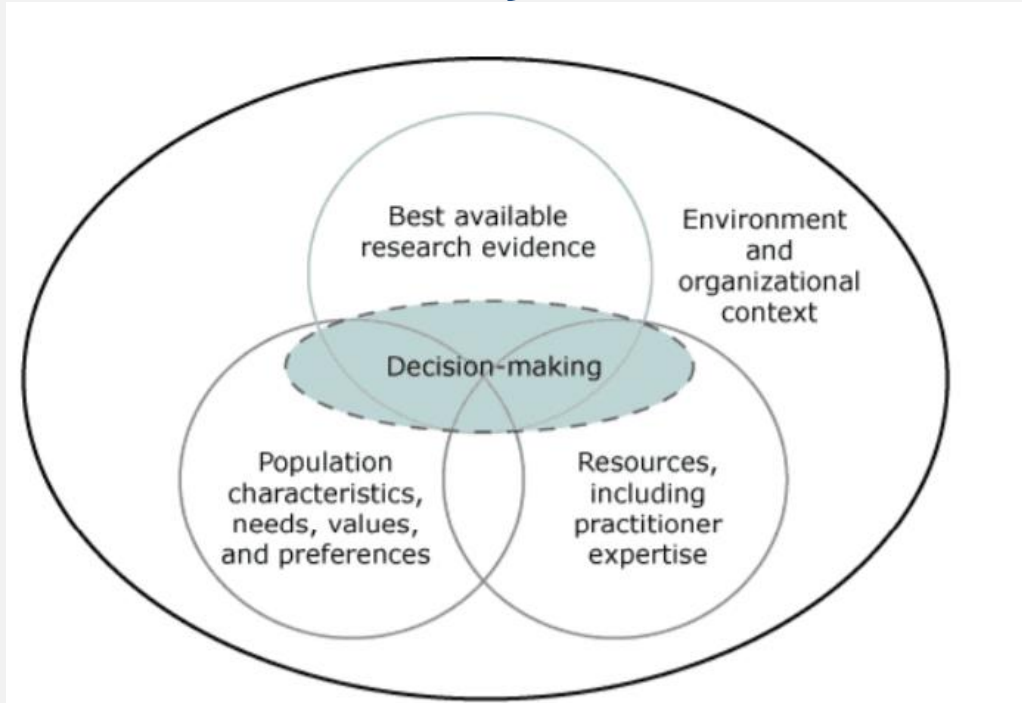 Best available
research evidence
Environment
and
organizational
context
Decision-making
Population
characteristics,
needs, values,
and preferences
Resources,
including
practitioner
expertise